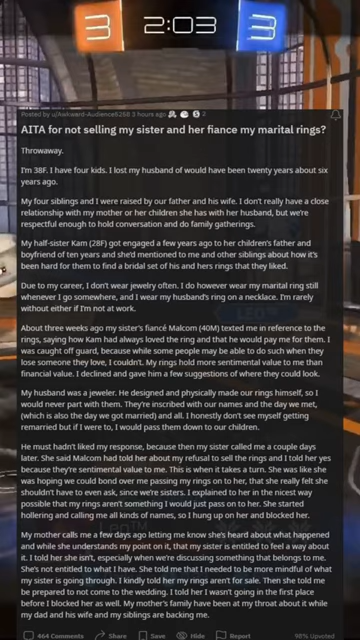 3 2:03 3
Posted by u/Awkward-Audience5258 3 hours ago 2
AITA for not selling my sister and her fiance my marital rings?
Throwaway.
I'm 38F. I have four kids. I lost my husband of would have been twenty years about six
years ago.
My four siblings and I were raised by our father and his wife. I don't really have a close
relationship with my mother or her children she has with her husband, but we're
respectful enough to hold conversation and do family gatherings.
My half-sister Kam (28F) got engaged a few years ago to her children's father and
boyfriend of ten years and she'd mentioned to me and other siblings about how it's
been hard for them to find a bridal set of his and hers rings that they liked.
Due to my career, I don't wear jewelry often. I do however wear my marital ring still
whenever I go somewhere, and I wear my husband's ring on a necklace. I'm rarely
without either if I'm not at work.
About three weeks ago my sister's fiancé Malcom (40M) texted me in reference to the
rings, saying how Kam had always loved the ring and that he would pay me for them. I
was caught off guard, because while some people may be able to do such when they
lose someone they love, I couldn't. My rings hold more sentimental value to me than
financial value. I declined and gave him a few suggestions of where they could look.
My husband was a jeweler. He designed and physically made our rings himself, so I
would never part with them. They're inscribed with our names and the day we met,
(which is also the day we got married) and all. I honestly don't see myself getting
remarried but if I were to, I would pass them down to our children.
He must hadn't liked my response, because then my sister called me a couple days
later. She said Malcom had told her about my refusal to sell the rings and I told her yes
because they're sentimental value to me. This is when it takes a turn. She was like she
was hoping we could bond over me passing my rings on to her, that she really felt she
shouldn't have to even ask, since we're sisters. I explained to her in the nicest way
possible that my rings aren't something I would just pass on to her. She started
hollering and calling me all kinds of names, so I hung up on her and blocked her.
My mother calls me a few days ago letting me know she's heard about what happened
and while she understands my point on it, that my sister is entitled to feel a way about
it. I told her she isn't, especially when we're discussing something that belongs to me.
She's not entitled to what I have. She told me that I needed to be more mindful of what
my sister is going through. I kindly told her my rings aren't for sale. Then she told me
be prepared to not come to the wedding. I told her I wasn't going in the first place
before I blocked her as well. My mother's family have been at my throat about it while
my dad and his wife and my siblings are backing me.
464 Comments Share Save Hide Report 98% Upvoted